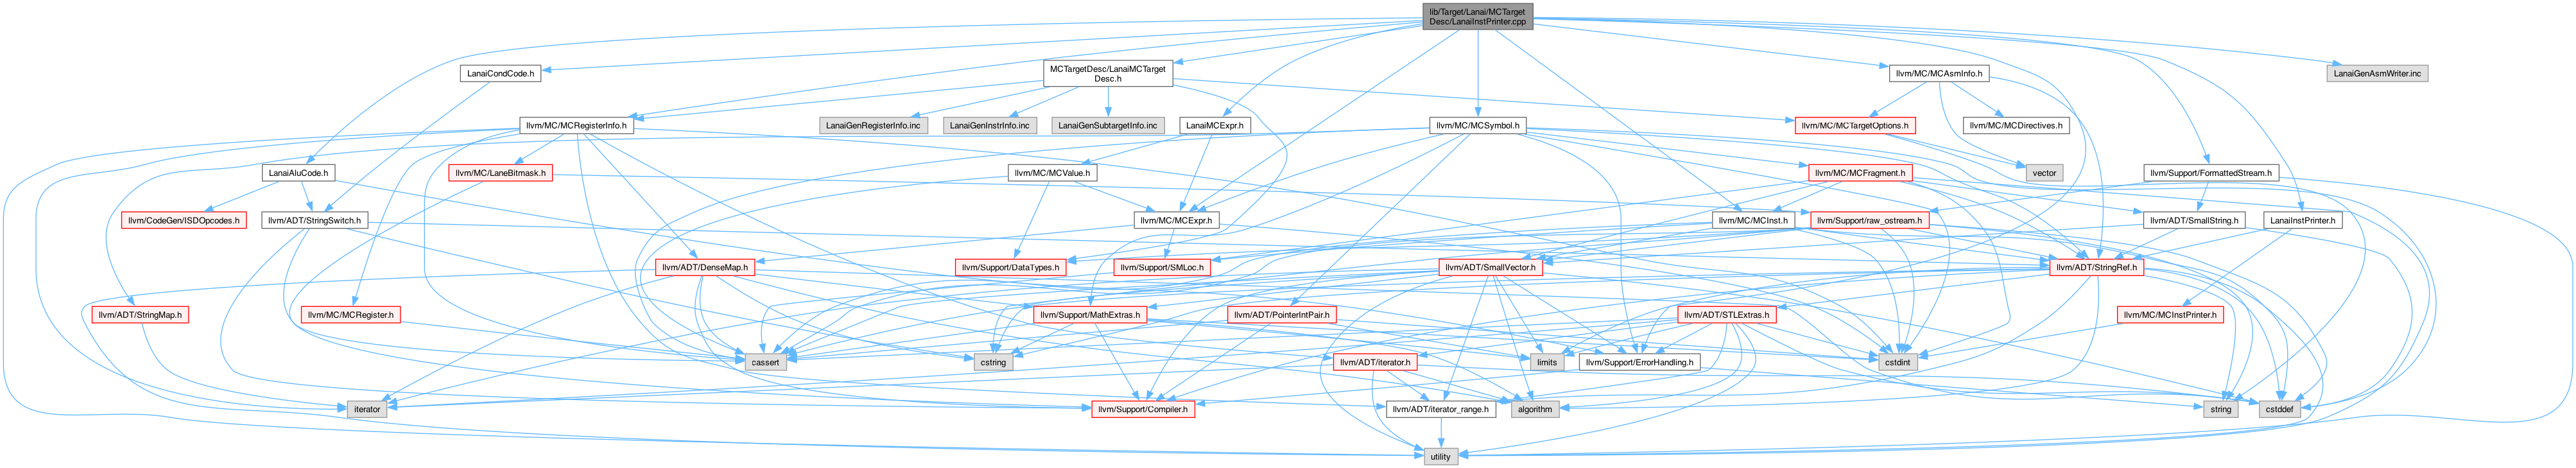 lib/Target/Lanai/MCTarget
Desc/LanaiInstPrinter.cpp
LanaiCondCode.h
MCTargetDesc/LanaiMCTarget
Desc.h
llvm/MC/MCAsmInfo.h
LanaiGenAsmWriter.inc
llvm/MC/MCRegisterInfo.h
LanaiGenRegisterInfo.inc
LanaiGenInstrInfo.inc
LanaiGenSubtargetInfo.inc
LanaiMCExpr.h
llvm/MC/MCSymbol.h
llvm/MC/MCTargetOptions.h
llvm/MC/MCDirectives.h
LanaiAluCode.h
llvm/MC/LaneBitmask.h
llvm/MC/MCValue.h
llvm/MC/MCFragment.h
vector
llvm/Support/FormattedStream.h
llvm/CodeGen/ISDOpcodes.h
llvm/ADT/StringSwitch.h
llvm/MC/MCExpr.h
llvm/MC/MCInst.h
llvm/Support/raw_ostream.h
llvm/ADT/SmallString.h
LanaiInstPrinter.h
llvm/ADT/DenseMap.h
llvm/Support/DataTypes.h
llvm/Support/SMLoc.h
llvm/ADT/SmallVector.h
llvm/ADT/StringRef.h
llvm/ADT/StringMap.h
llvm/MC/MCRegister.h
llvm/Support/MathExtras.h
llvm/ADT/PointerIntPair.h
llvm/ADT/STLExtras.h
llvm/MC/MCInstPrinter.h
cassert
cstring
llvm/ADT/iterator.h
limits
llvm/Support/ErrorHandling.h
cstdint
iterator
llvm/Support/Compiler.h
llvm/ADT/iterator_range.h
algorithm
string
cstddef
utility